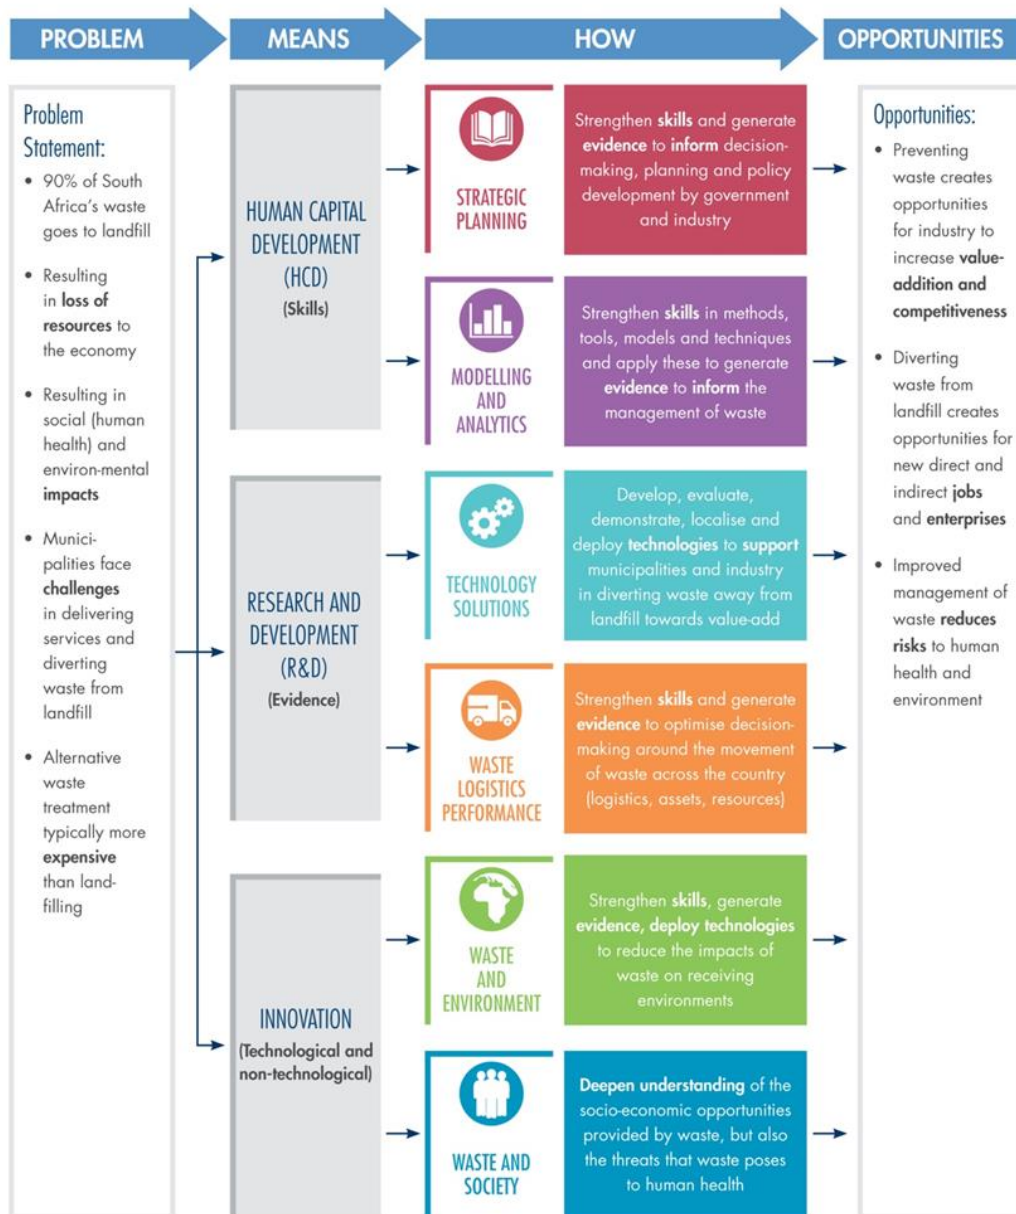 PROBLEM
MEANS
HOW
OPPORTUNITIES
Problem
Statement:
• 90% of South
Africa's waste
goes to landfill
• Resulting
in loss of
resources to
the economy
• Resulting in
social (human
health) and
environ-mental
impacts
• Munici-
palities face
challenges
in delivering
services and
diverting
waste from
landfill
• Alternative
waste
treatment
typically more
expensive
than land-
filling
HUMAN CAPITAL
DEVELOPMENT
(HCD)
(Skills)
RESEARCH AND
DEVELOPMENT
(R&D)
(Evidence)
INNOVATION
(Technological and
non-technological)
STRATEGIC
PLANNING
Strengthen skills and generate
evidence to inform decision-
making, planning and policy
development by government
and industry
MODELLING
AND
ANALYTICS
Strengthen skills in methods,
tools, models and techniques
and apply these to generate
evidence to inform the
management of waste
TECHNOLOGY
SOLUTIONS
Develop, evaluate,
demonstrate, localise and
deploy technologies to support
municipalities and industry
in diverting waste away from
landfill towards value-add
WASTE
LOGISTICS
PERFORMANCE
Strengthen skills and generate
evidence to optimise decision-
making around the movement
of waste across the country
(logistics, assets, resources)
WASTE
AND
ENVIRONMENT
Strengthen skills, generate
evidence, deploy technologies
to reduce the impacts of
waste on receiving
environments
WASTE AND
SOCIETY
Deepen understanding of the
socio-economic opportunities
provided by waste, but also
the threats that waste poses
to human health
Opportunities:
• Preventing
waste creates
opportunities
for industry to
increase value-
addition and
competitiveness
• Diverting
waste from
landfill creates
opportunities for
new direct and
indirect jobs
and enterprises
• Improved
management of
waste reduces
risks to human
health and
environment